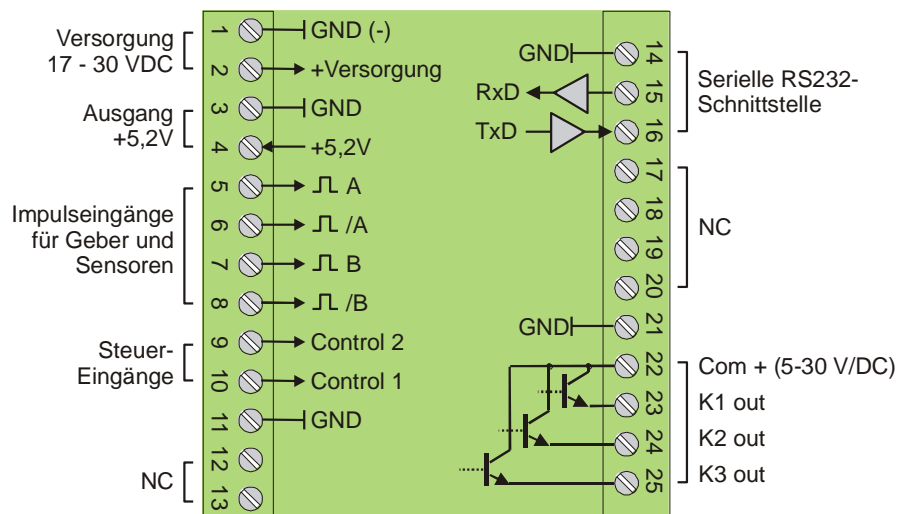 Versorgung
17 - 30 VDC
1 GND (-)
2 +Versorgung
Ausgang
+5,2V
3 GND
4 +5,2V
Impulseingänge
für Geber und
Sensoren
5 A
6 /A
7 B
8 /B
Steuer-
Eingänge
9 Control 2
10 Control 1
11 GND
NC
12
13
GND 14
RxD 15
TxD 16
Serielle RS232-
Schnittstelle
17
18
19
20
NC
GND 21
22 Com + (5-30 V/DC)
23 K1 out
24 K2 out
25 K3 out